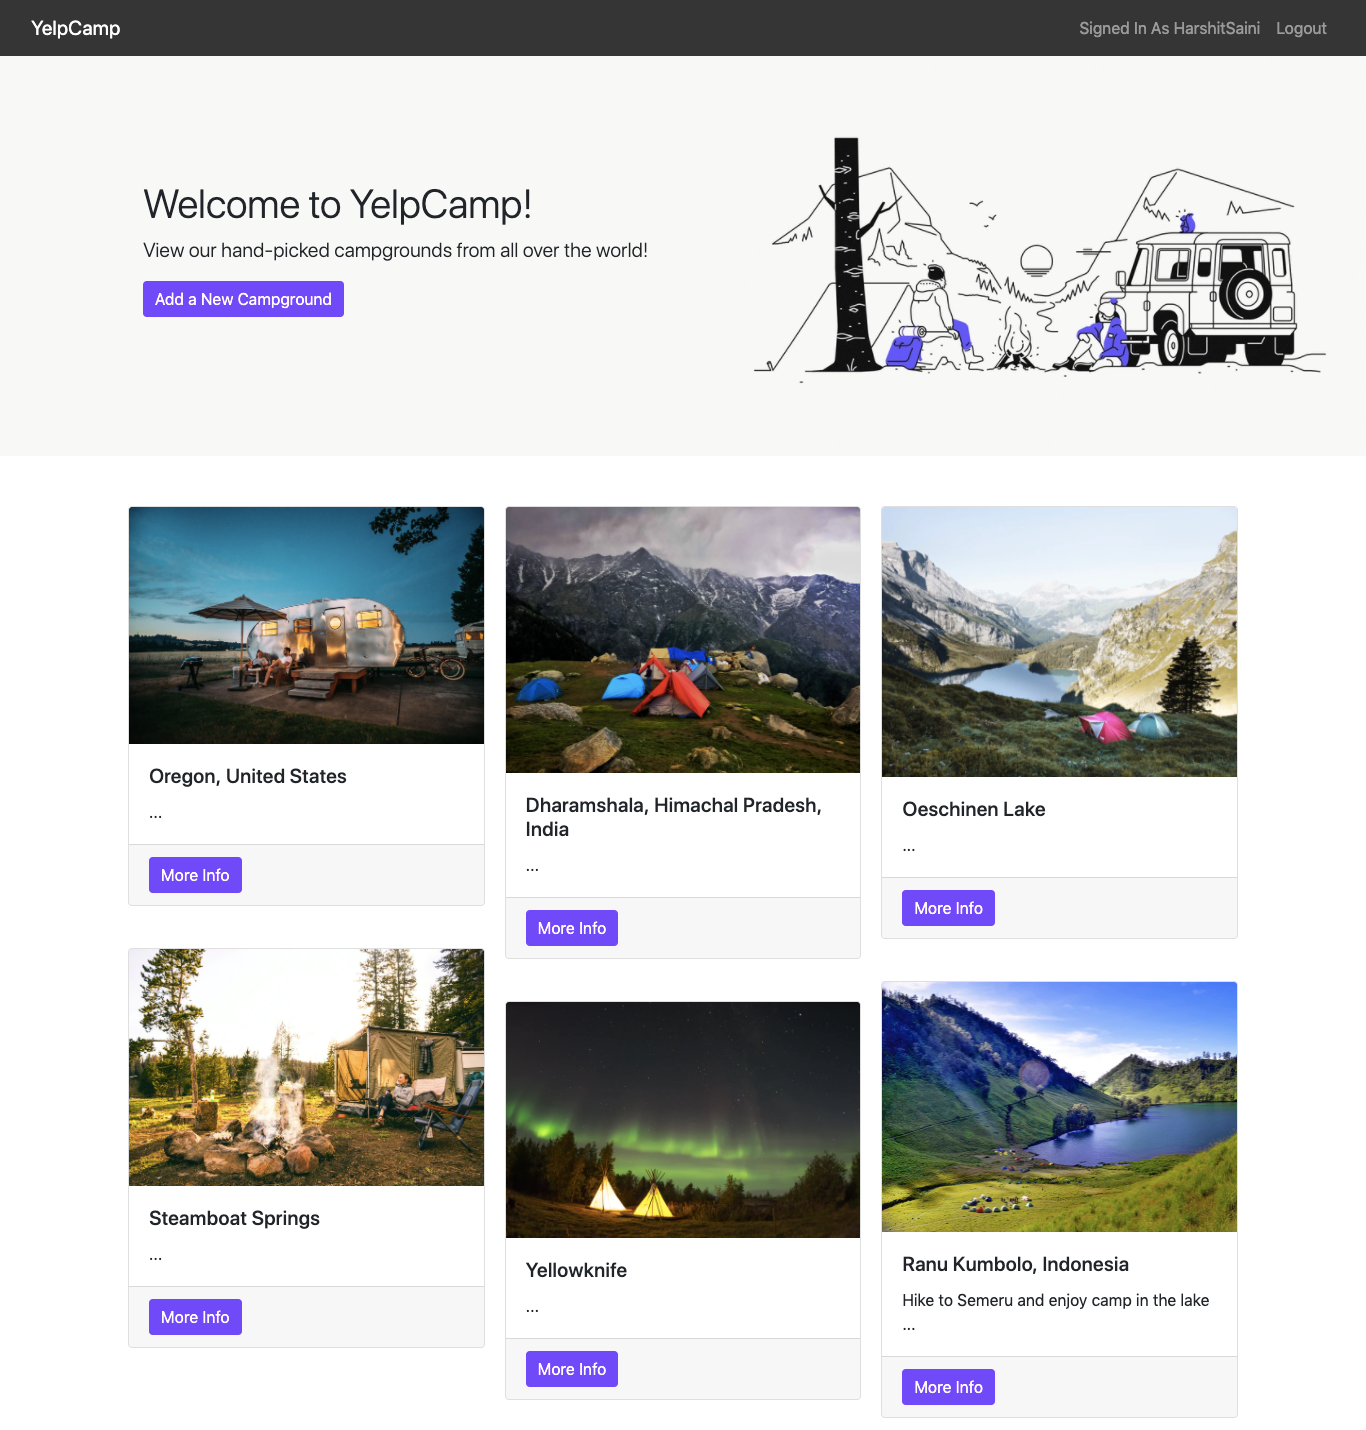 YelpCamp
Signed In As HarshitSaini Logout
Welcome to YelpCamp!
View our hand-picked campgrounds from all over the world!
Add a New Campground
Oregon, United States
...
More Info
Dharamshala, Himachal Pradesh,
India
...
More Info
Oeschinen Lake
...
More Info
Steamboat Springs
...
More Info
Yellowknife
...
More Info
Ranu Kumbolo, Indonesia
Hike to Semeru and enjoy camp in the lake
...
More Info